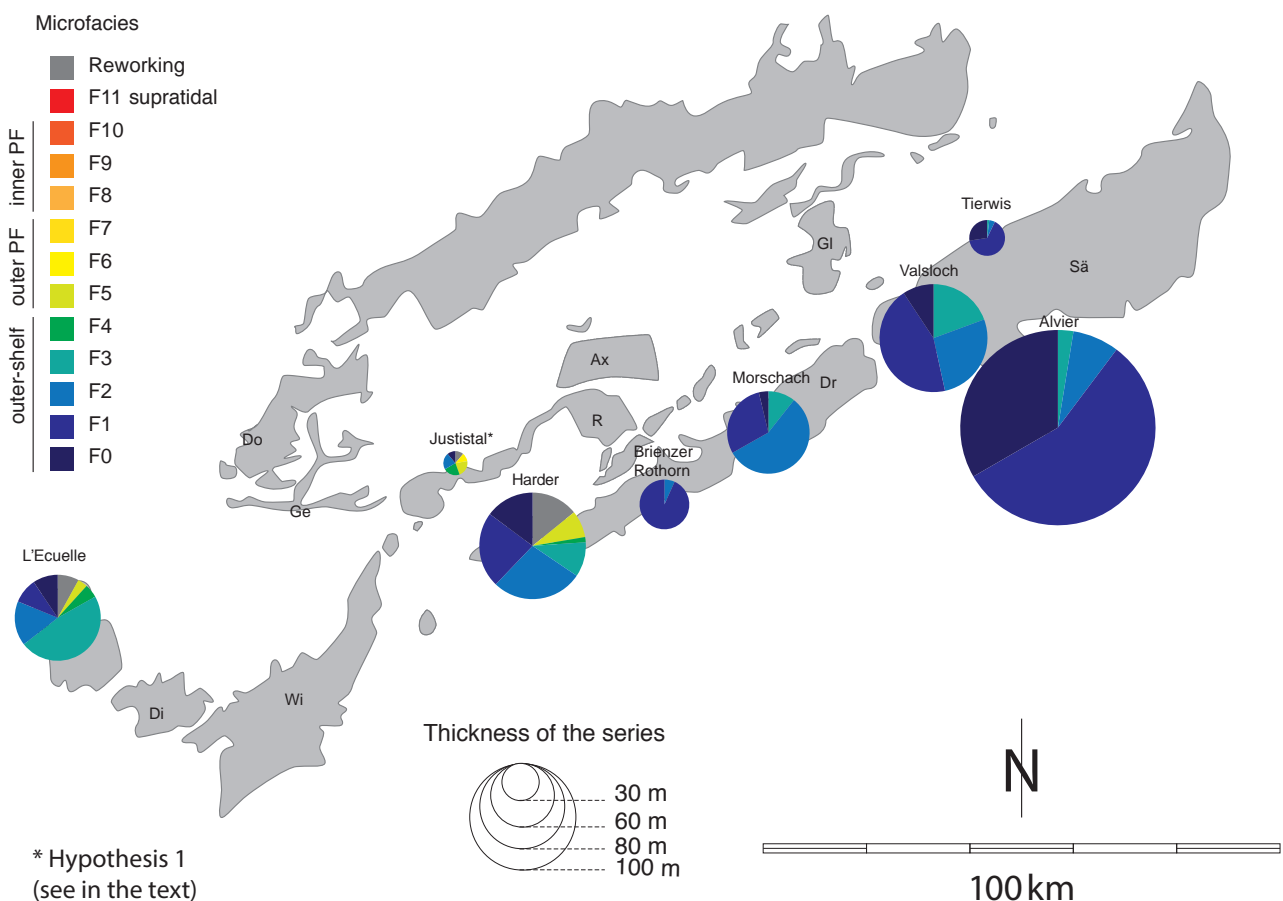 Microfacies
Reworking
F11 supratidal
F10
F9
F8
F7
F6
F5
F4
F3
F2
F1
F0
inner PF
outer PF
outer-shelf
Tierwis
Gl
Valsloch
Sä
Alvier
Ax
Morschach
Dr
R
Do
Justistal*
Brienzer
Rothorn
Harder
Ge
L'Ecuelle
Wi
Di
Thickness of the series
30 m
60 m
80 m
100 m
N
100 km
* Hypothesis 1
(see in the text)